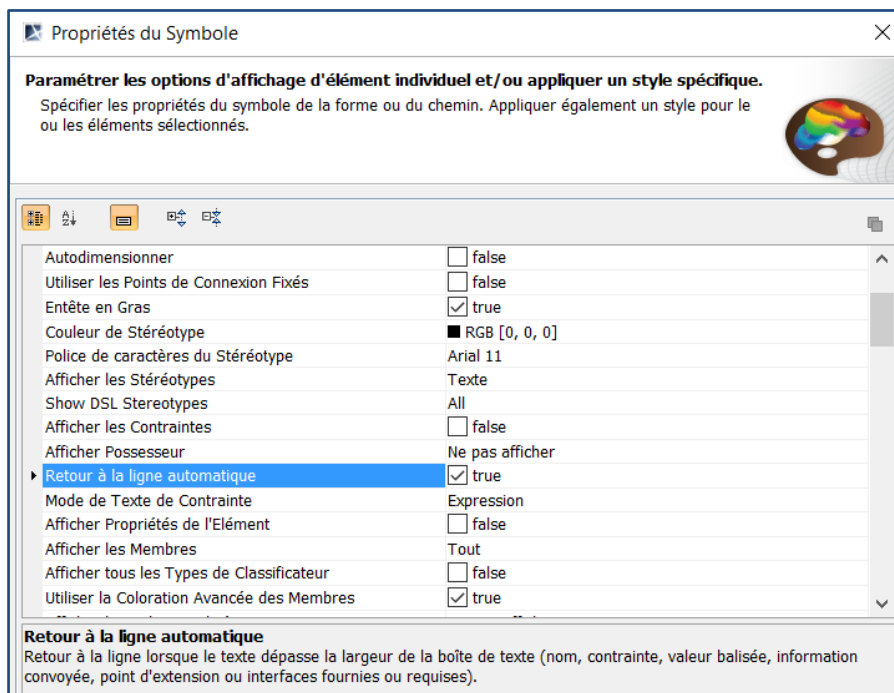 Propriétés du Symbole
Paramétrer les options d'affichage d'élément individuel et/ou appliquer un style spécifique.
Spécifier les propriétés du symbole de la forme ou du chemin. Appliquer également un style pour le
ou les éléments sélectionnés.
Autodimensionner false
Utiliser les Points de Connexion Fixés false
Entête en Gras true
Couleur de Stéréotype RGB [0, 0, 0]
Police de caractères du Stéréotype Arial 11
Afficher les Stéréotypes Texte
Show DSL Stereotypes All
Afficher les Contraintes false
Afficher Possesseur Ne pas afficher
Retour à la ligne automatique true
Mode de Texte de Contrainte Expression
Afficher Propriétés de l'Elément false
Afficher les Membres Tout
Afficher tous les Types de Classificateur false
Utiliser la Coloration Avancée des Membres true
Retour à la ligne automatique
Retour à la ligne lorsque le texte dépasse la largeur de la boîte de texte (nom, contrainte, valeur balisée, information
convoyée, point d'extension ou interfaces fournies ou requises).